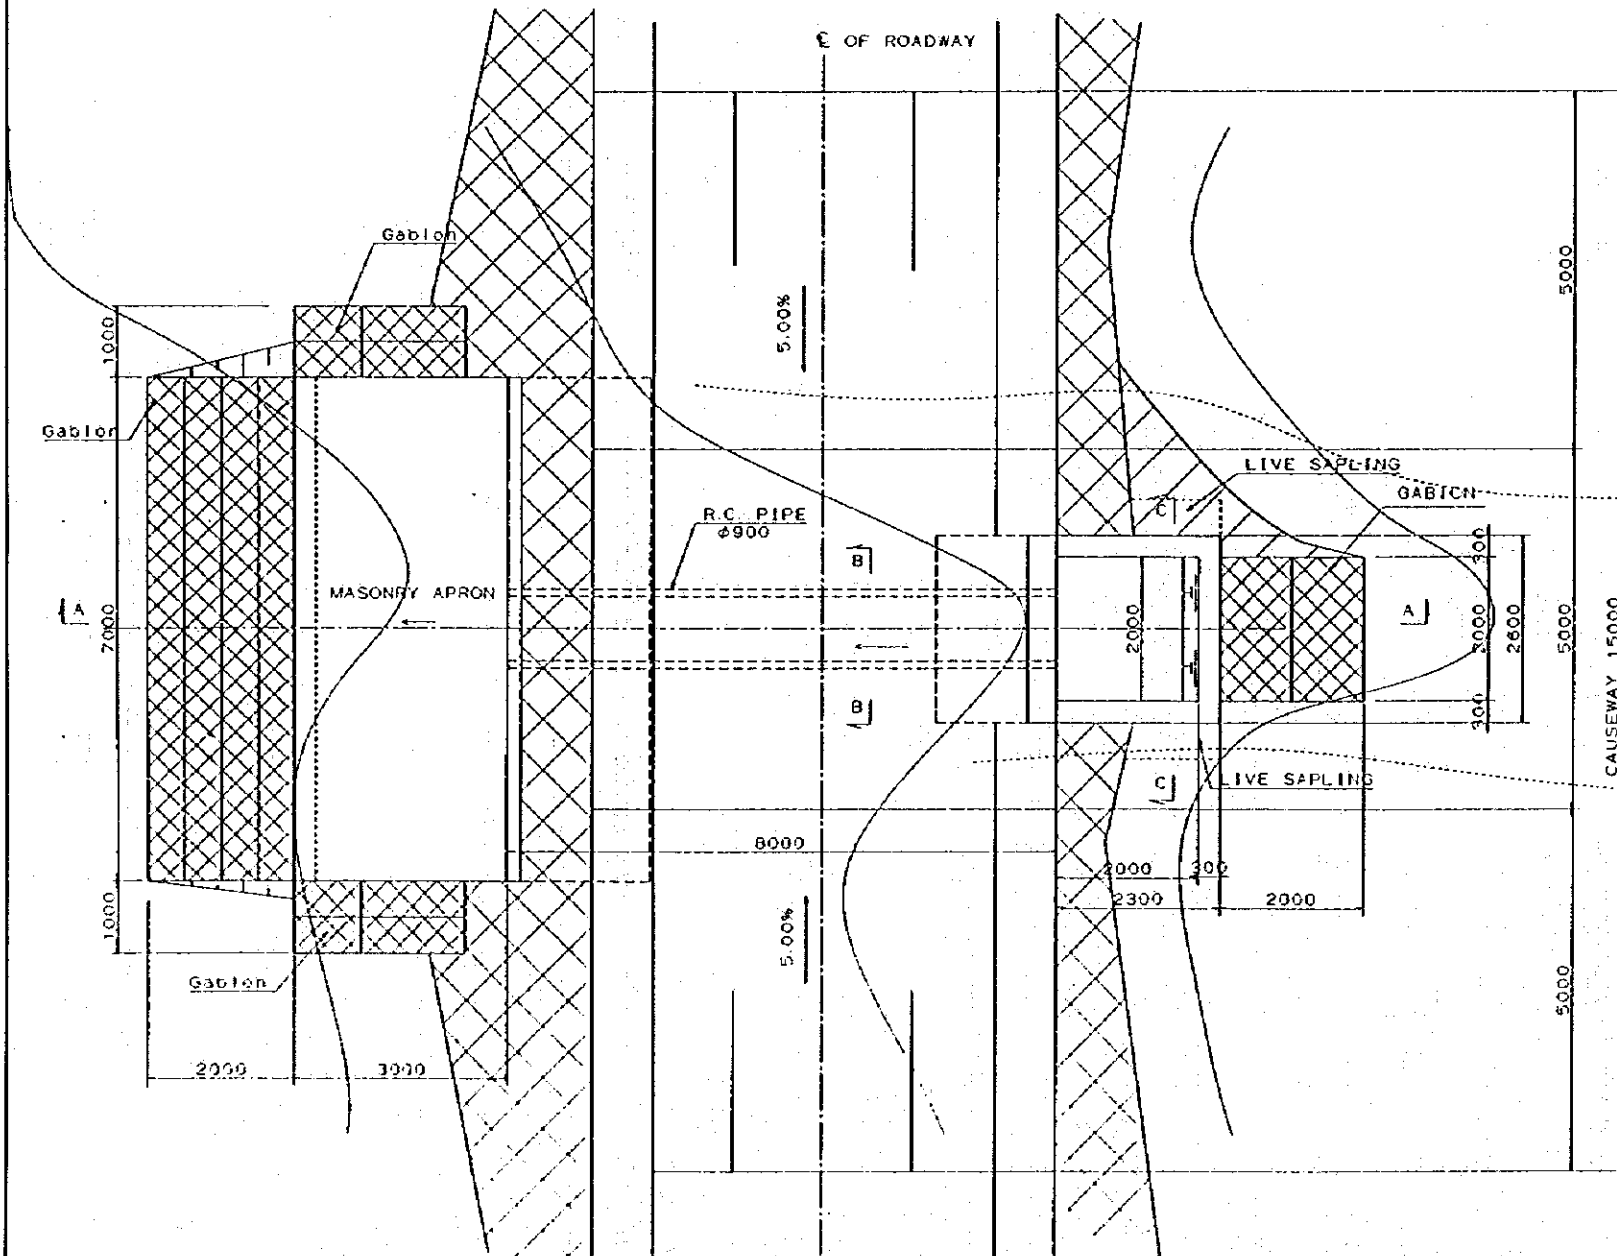 ℄ OF ROADWAY
Gabion
5000
1000
5.00%
Gabion
LIVE SAPLING
GABION
C
R.C. PIPE
φ900
B
300
MASONRY APRON
A
7000
2000
A
3000
2600
5000
CAUSEWAY 15000
B
300
C
LIVE SAPLING
8000
2000
300
2300
2000
1000
5.00%
Gabion
5000
2000
3000